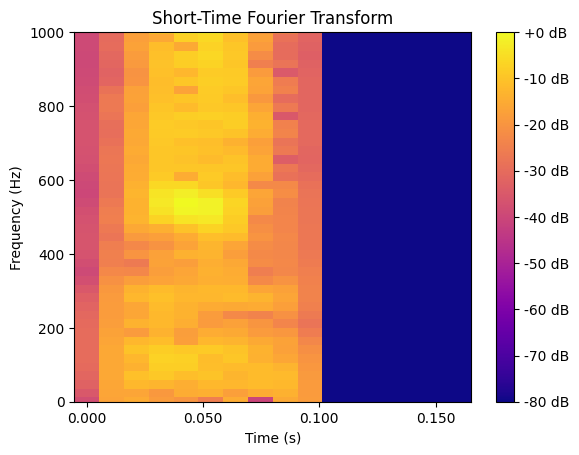 Short-Time Fourier Transform
1000
800
600
400
200
0
Frequency (Hz)
0.000
0.050
0.100
0.150
Time (s)
+0 dB
-10 dB
-20 dB
-30 dB
-40 dB
-50 dB
-60 dB
-70 dB
-80 dB